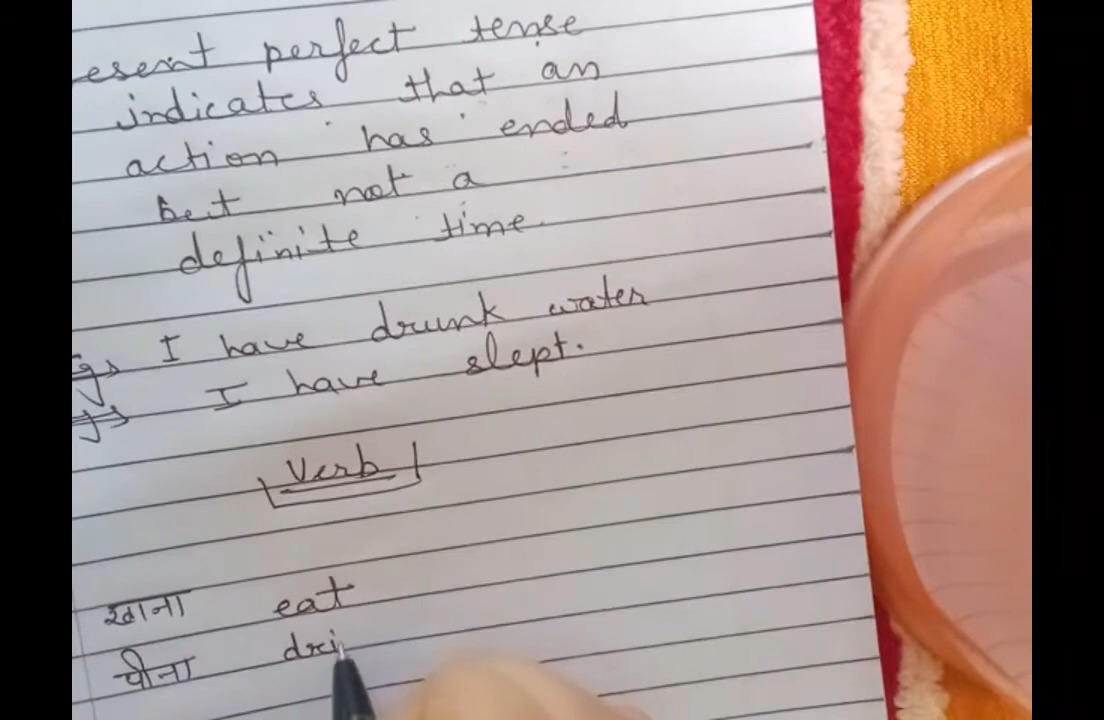 esent perfect tense
indicates that an
action has ended
but not a
definite time.
g→ I have drunk water
g→ I have slept.
Verb
खाना eat
पीना dri